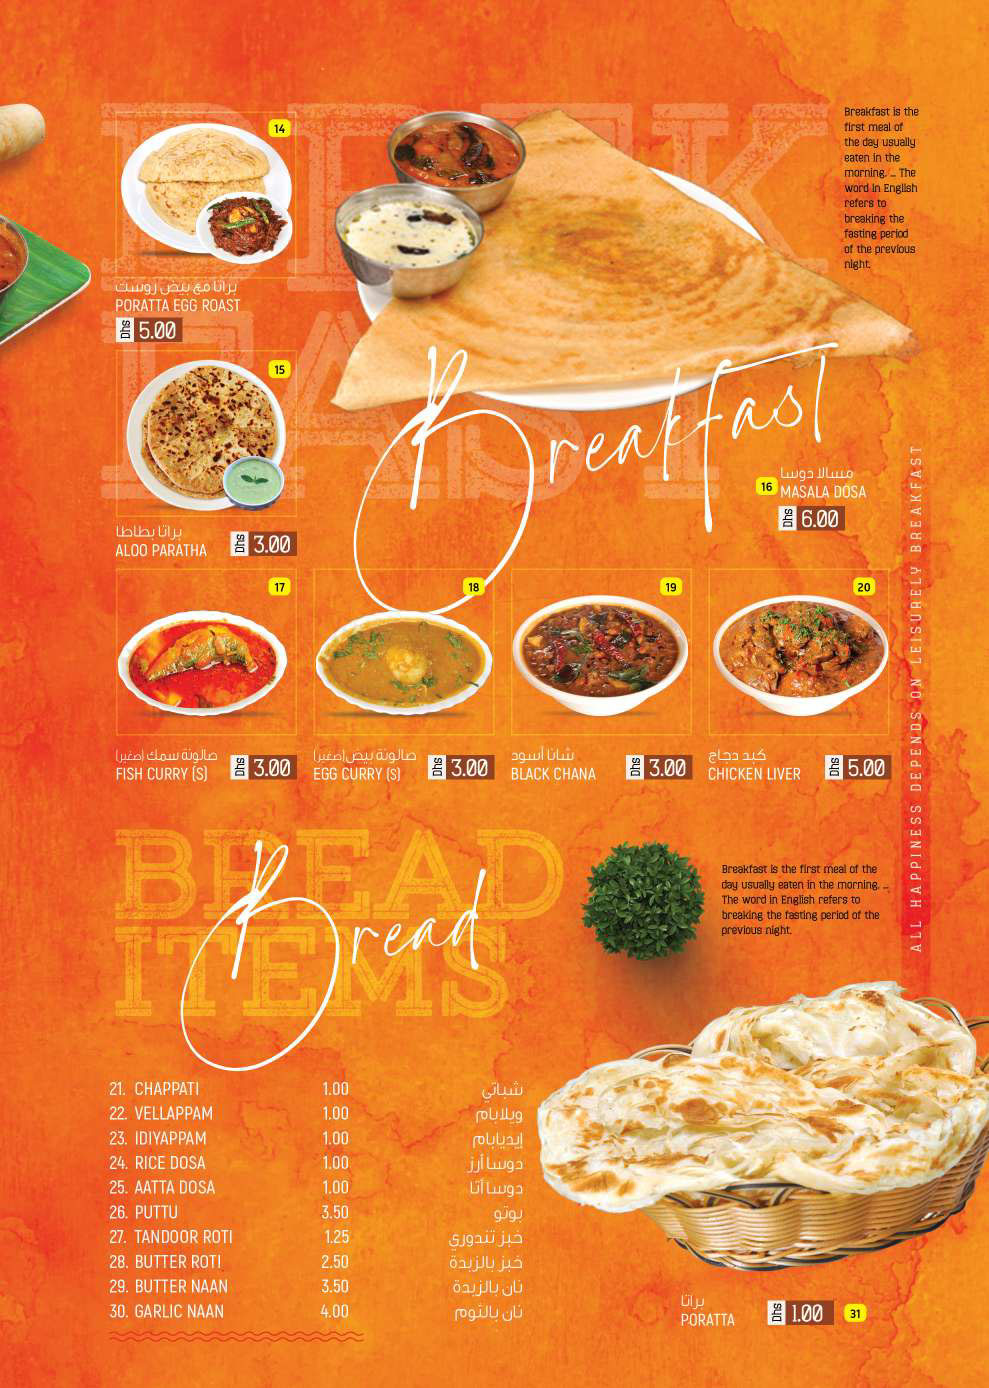 BREK
FAST
14
براتا مع بيض روست
PORATTA EGG ROAST
Dhs 5.00
Breakfast is the
first meal of
the day usually
eaten in the
morning. ... The
word in English
refers to
breaking the
fasting period
of the previous
night.
Breakfast
15
براتا بطاطا
ALOO PARATHA
Dhs 3.00
16
مسالا دوسا
MASALA DOSA
Dhs 6.00
17
صالونة سمك (صغير)
FISH CURRY (S)
Dhs 3.00
18
صالونة بيض (صغير)
EGG CURRY (S)
Dhs 3.00
19
شانا أسود
BLACK CHANA
Dhs 3.00
20
كبد دجاج
CHICKEN LIVER
Dhs 5.00
ALL HAPPINESS DEPENDS ON LEISURELY BREAKFAST
BREAD
ITEMS
Bread
Breakfast is the first meal of the
day usually eaten in the morning. ...
The word in English refers to
breaking the fasting period of the
previous night.
21. CHAPPATI 1.00 شباتي
22. VELLAPPAM 1.00 ويلابام
23. IDIYAPPAM 1.00 إيديابام
24. RICE DOSA 1.00 دوسا أرز
25. AATTA DOSA 1.00 دوسا أتا
26. PUTTU 3.50 بوتو
27. TANDOOR ROTI 1.25 خبز تندوري
28. BUTTER ROTI 2.50 خبز بالزبدة
29. BUTTER NAAN 3.50 نان بالزبدة
30. GARLIC NAAN 4.00 نان بالثوم
براتا
PORATTA
Dhs 1.00
31